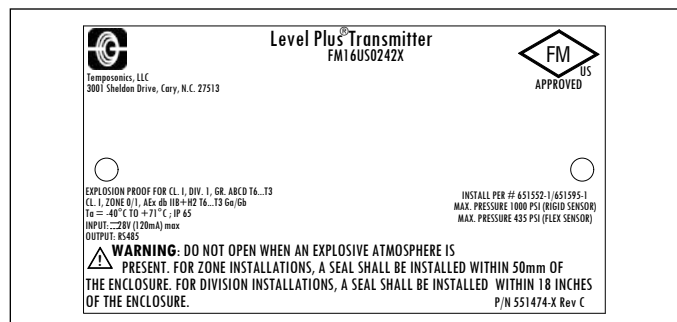 Level Plus® Transmitter
FM16US0242X
Temposonics, LLC
3001 Sheldon Drive, Cary, N.C. 27513
FM
US
APPROVED
EXPLOSION PROOF FOR CL. I, DIV. 1, GR. ABCD T6...T3
CL. I, ZONE 0/1, AEx db IIB+H2 T6...T3 Ga/Gb
Ta = -40°C TO +71°C ; IP 65
INPUT: ⎓28V (120mA) max
OUTPUT: RS485
INSTALL PER # 651552-1/651595-1
MAX. PRESSURE 1000 PSI (RIGID SENSOR)
MAX. PRESSURE 435 PSI (FLEX SENSOR)
WARNING: DO NOT OPEN WHEN AN EXPLOSIVE ATMOSPHERE IS
PRESENT. FOR ZONE INSTALLATIONS, A SEAL SHALL BE INSTALLED WITHIN 50mm OF
THE ENCLOSURE. FOR DIVISION INSTALLATIONS, A SEAL SHALL BE INSTALLED WITHIN 18 INCHES
OF THE ENCLOSURE.
P/N 551474-X Rev C